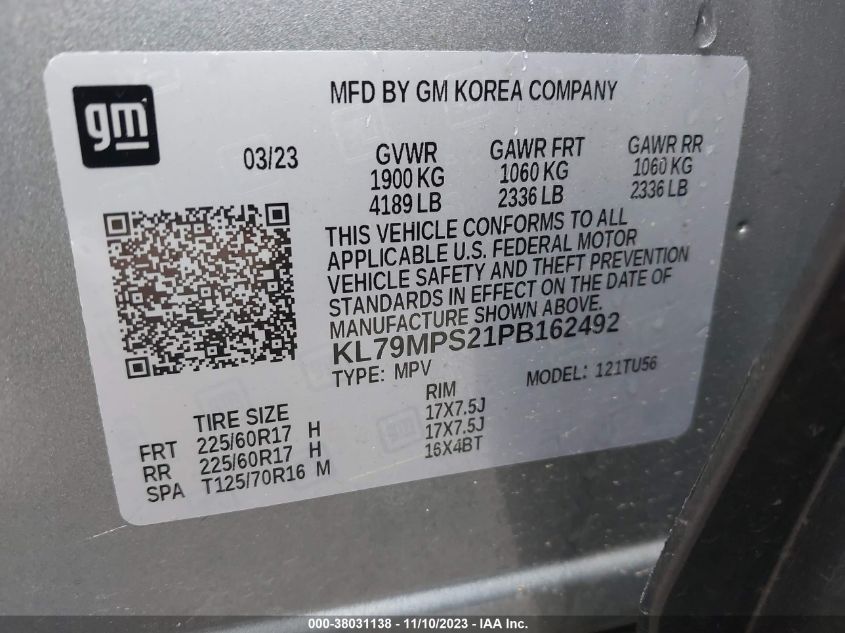 gm
MFD BY GM KOREA COMPANY
03/23
GVWR GAWR FRT GAWR RR
1900 KG 1060 KG 1060 KG
4189 LB 2336 LB 2336 LB
THIS VEHICLE CONFORMS TO ALL
APPLICABLE U.S. FEDERAL MOTOR
VEHICLE SAFETY AND THEFT PREVENTION
STANDARDS IN EFFECT ON THE DATE OF
MANUFACTURE SHOWN ABOVE.
KL79MPS21PB162492
TYPE: MPV MODEL: 121TU56
TIRE SIZE RIM
FRT 225/60R17 H 17X7.5J
RR 225/60R17 H 17X7.5J
SPA T125/70R16 M 16X4BT
000-38031138 - 11/10/2023 - IAA Inc.